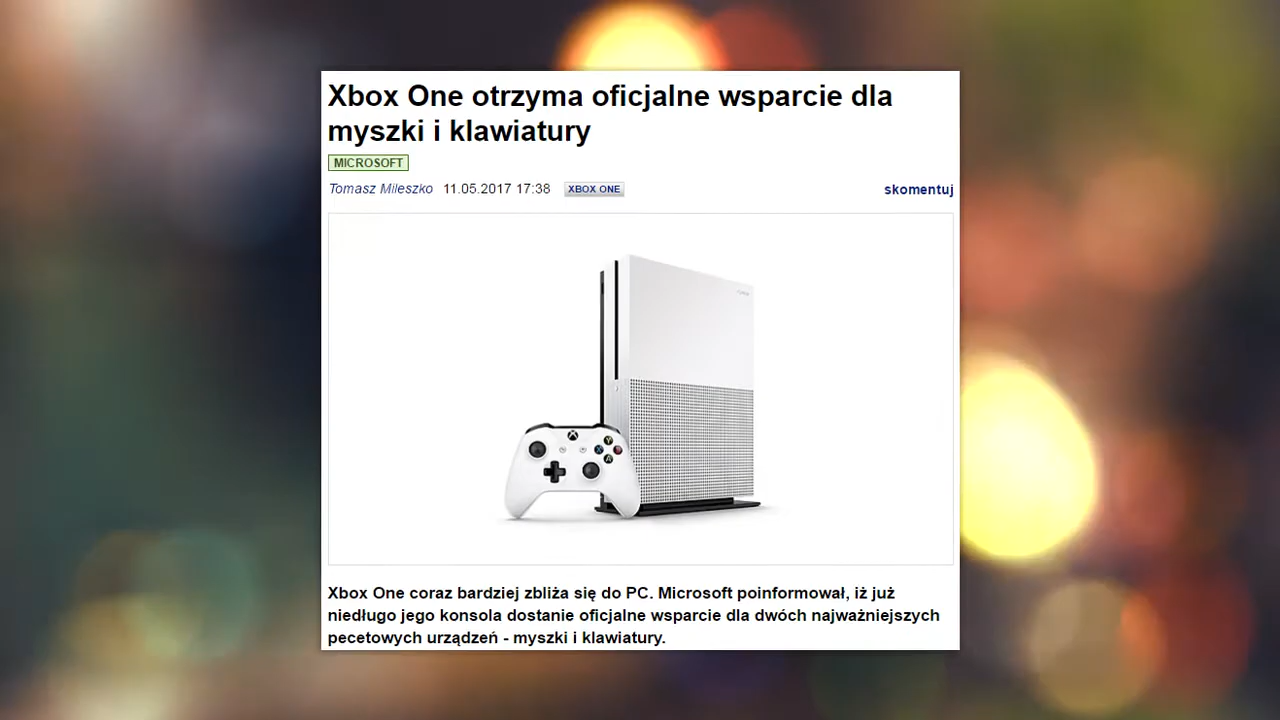 Xbox One otrzyma oficjalne wsparcie dla
myszki i klawiatury
MICROSOFT
Tomasz Mileszko 11.05.2017 17:38 XBOX ONE skomentuj
Y
X
A
Xbox One coraz bardziej zbliża się do PC. Microsoft poinformował, iż już
niedługo jego konsola dostanie oficjalne wsparcie dla dwóch najważniejszych
pecetowych urządzeń - myszki i klawiatury.